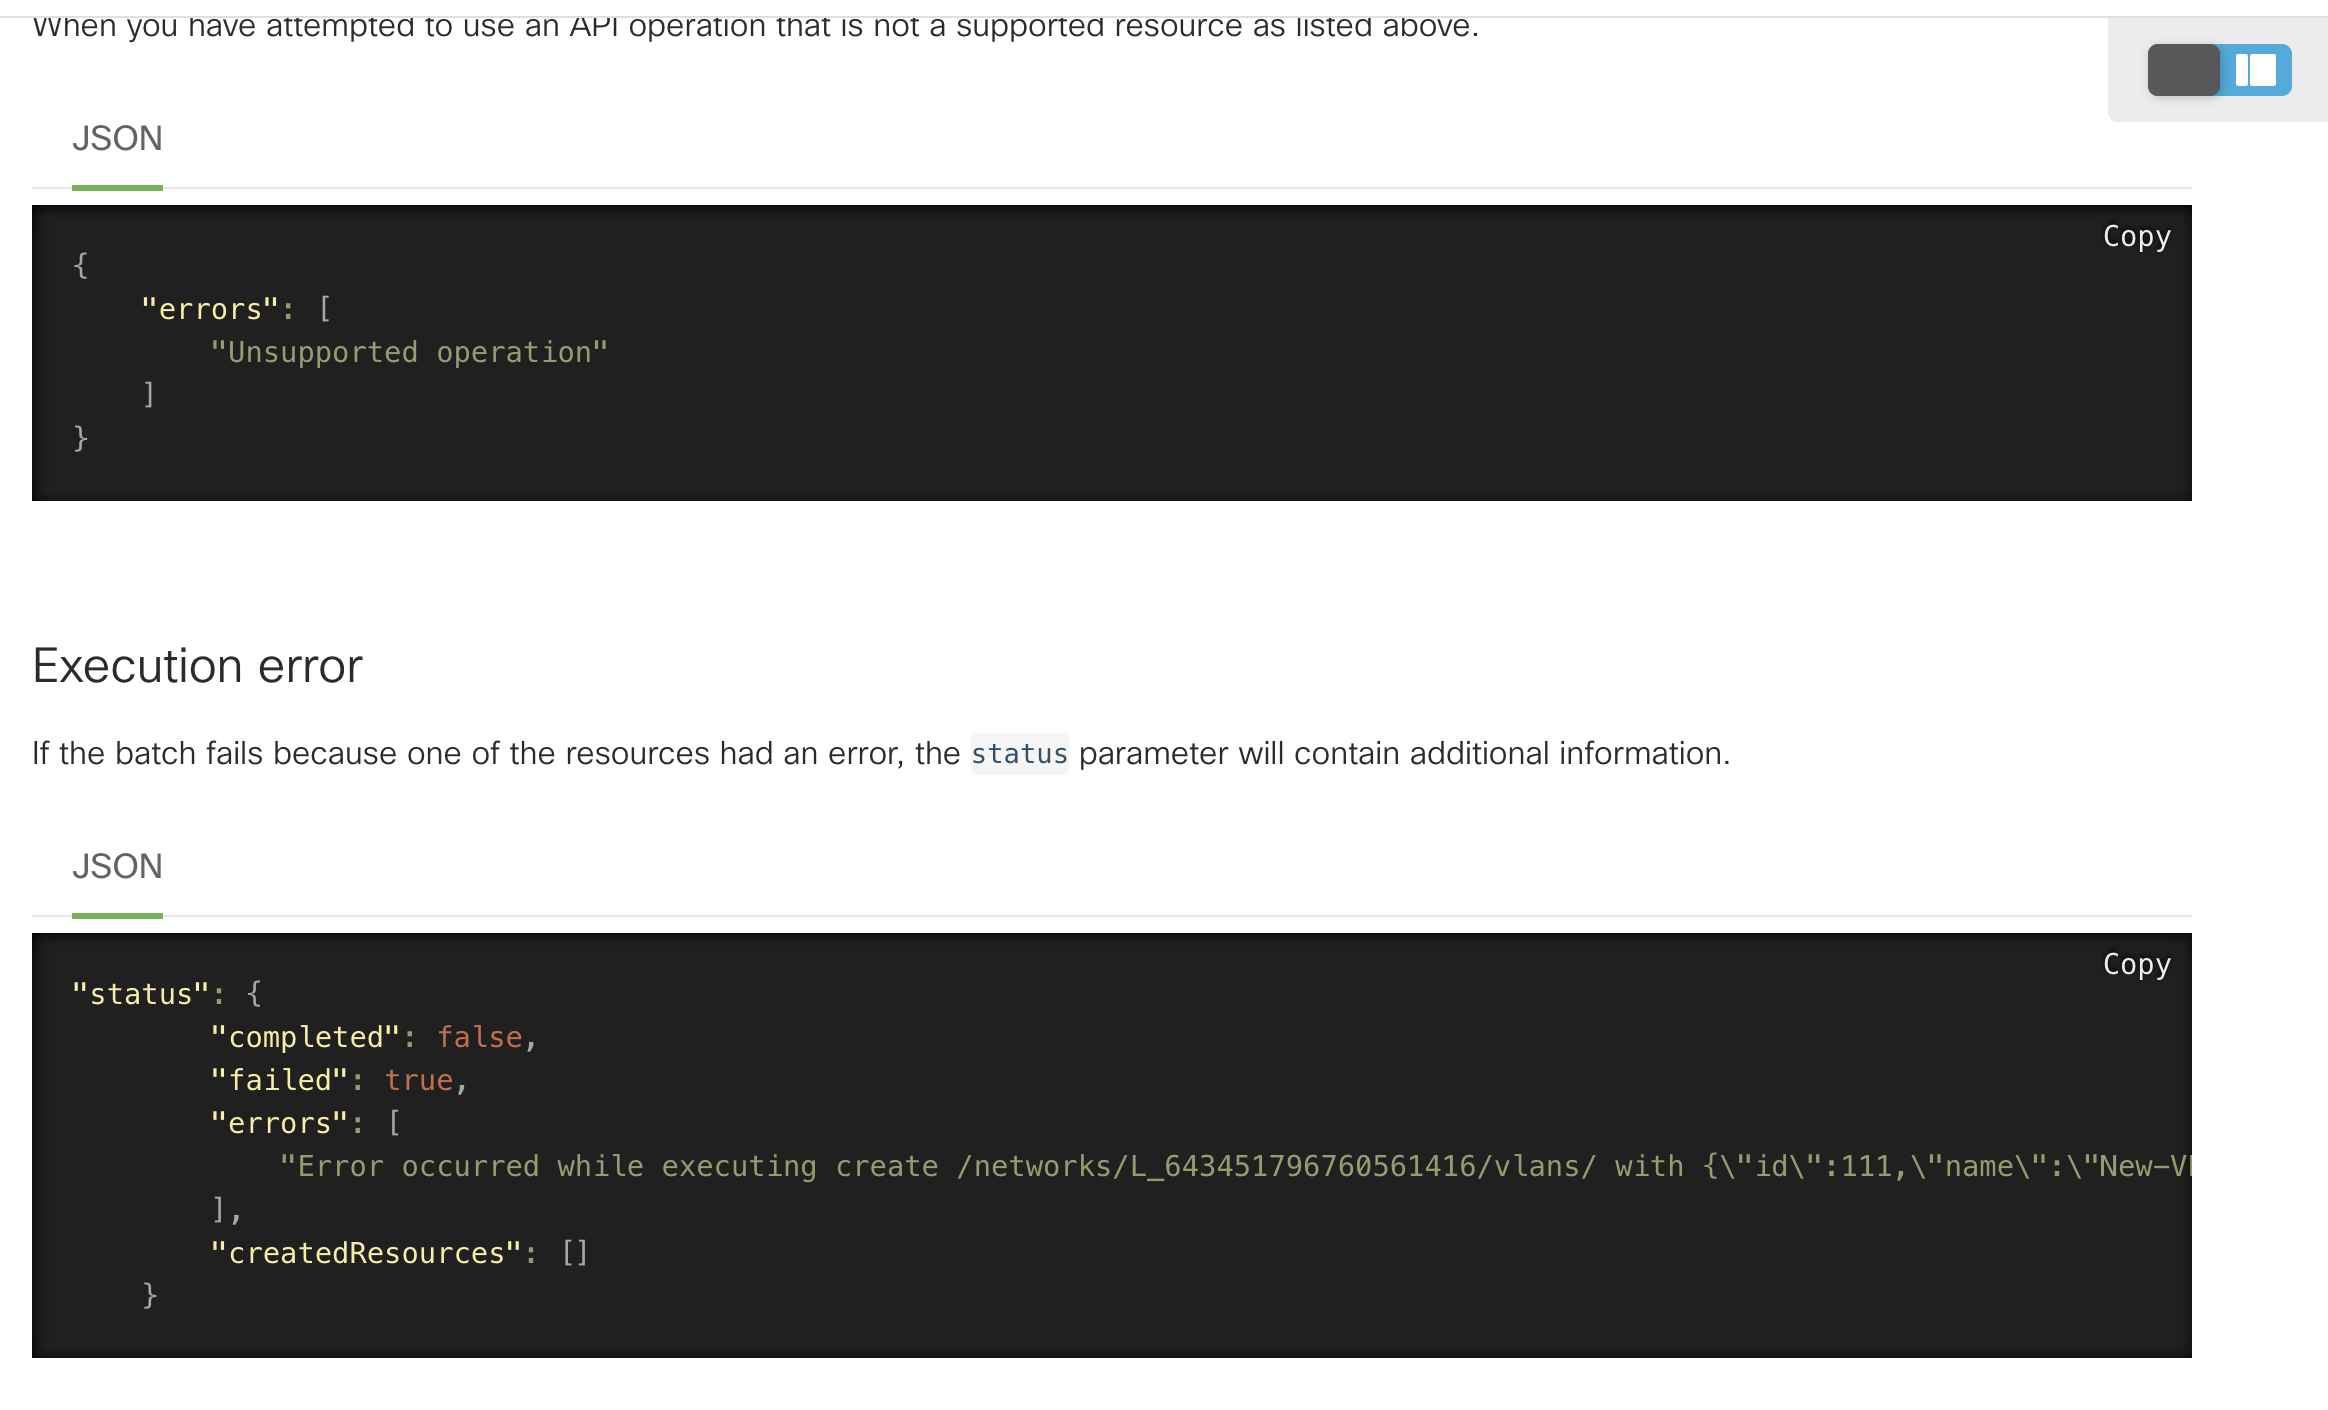 When you have attempted to use an API operation that is not a supported resource as listed above.
JSON
Copy
{
"errors": [
"Unsupported operation"
]
}
Execution error
If the batch fails because one of the resources had an error, the status parameter will contain additional information.
JSON
Copy
"status": {
"completed": false,
"failed": true,
"errors": [
"Error occurred while executing create /networks/L_643451796760561416/vlans/ with {\"id\":111,\"name\":\"New-V
],
"createdResources": []
}